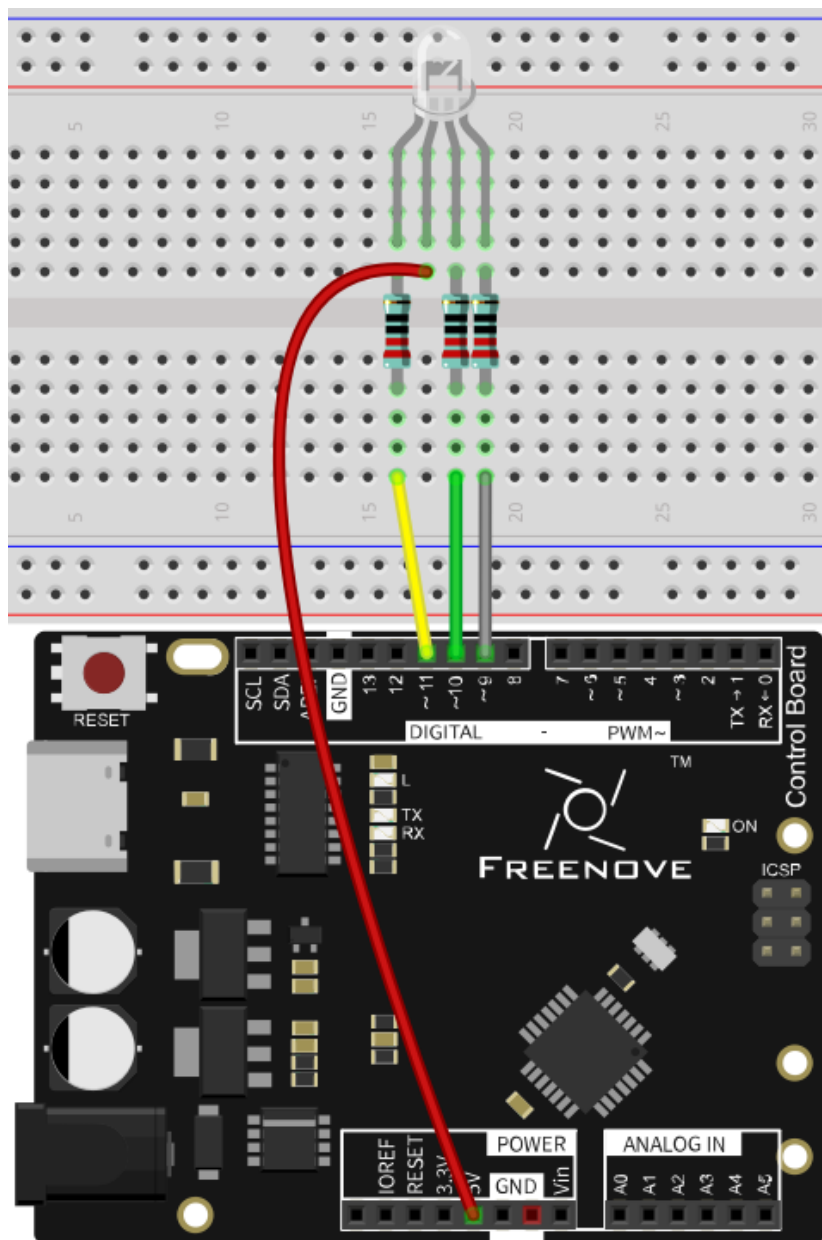 5 10 15 20 25 30
5 10 15 20 25 30
SCL SDA GND 13 12 ~11 ~10 ~9 8 7 ~6 ~5 4 ~3 2 TX→1 RX←0
RESET
DIGITAL - PWM~
Control Board
TM
L
TX
RX
ON
FREENOVE
ICSP
POWER
ANALOG IN
IOREF RESET 3.3V 5V GND Vin A0 A1 A2 A3 A4 A5